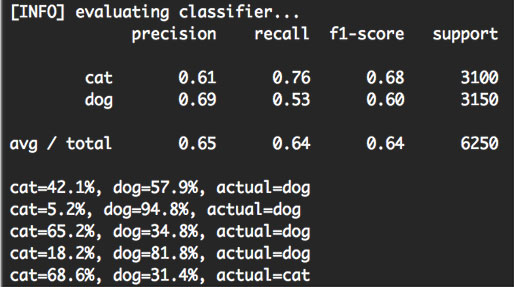 [INFO] evaluating classifier...
precision recall f1-score support
cat 0.61 0.76 0.68 3100
dog 0.69 0.53 0.60 3150
avg / total 0.65 0.64 0.64 6250
cat=42.1%, dog=57.9%, actual=dog
cat=5.2%, dog=94.8%, actual=dog
cat=65.2%, dog=34.8%, actual=dog
cat=18.2%, dog=81.8%, actual=dog
cat=68.6%, dog=31.4%, actual=cat